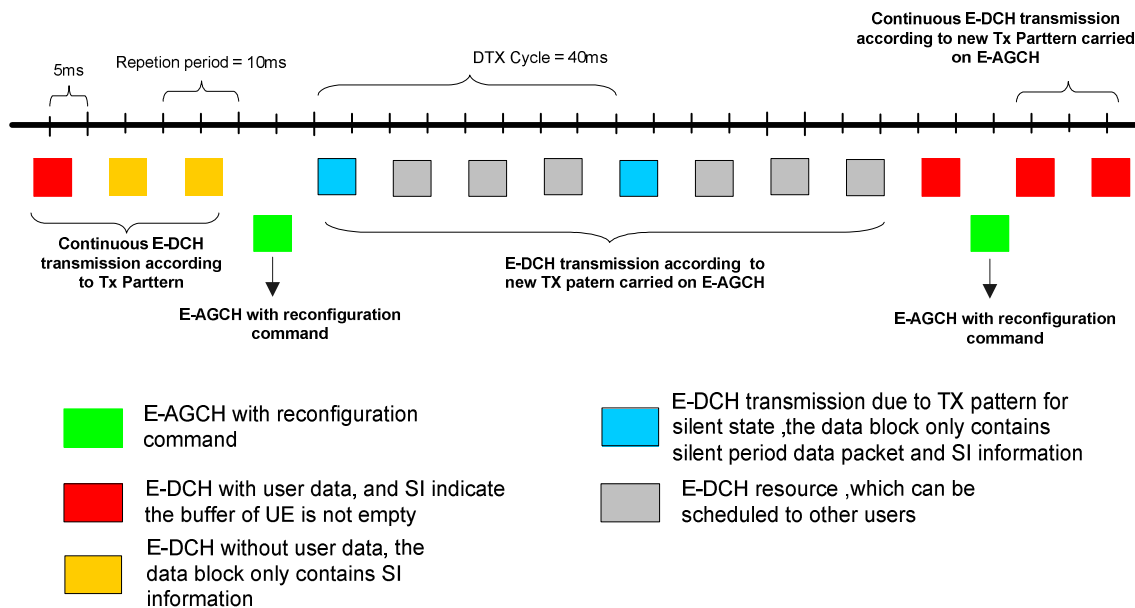 Continuous E-DCH transmission
according to new Tx Parttern carried
on E-AGCH
5ms
Repetion period = 10ms
DTX Cycle = 40ms
Continuous E-DCH
transmission according
to Tx Parttern
E-DCH transmission according to
new TX patern carried on E-AGCH
E-AGCH with reconfiguration
command
E-AGCH with reconfiguration
command
E-AGCH with reconfiguration
command
E-DCH with user data, and SI indicate
the buffer of UE is not empty
E-DCH without user data, the
data block only contains SI
information
E-DCH transmission due to TX pattern for
silent state ,the data block only contains
silent period data packet and SI information
E-DCH resource ,which can be
scheduled to other users